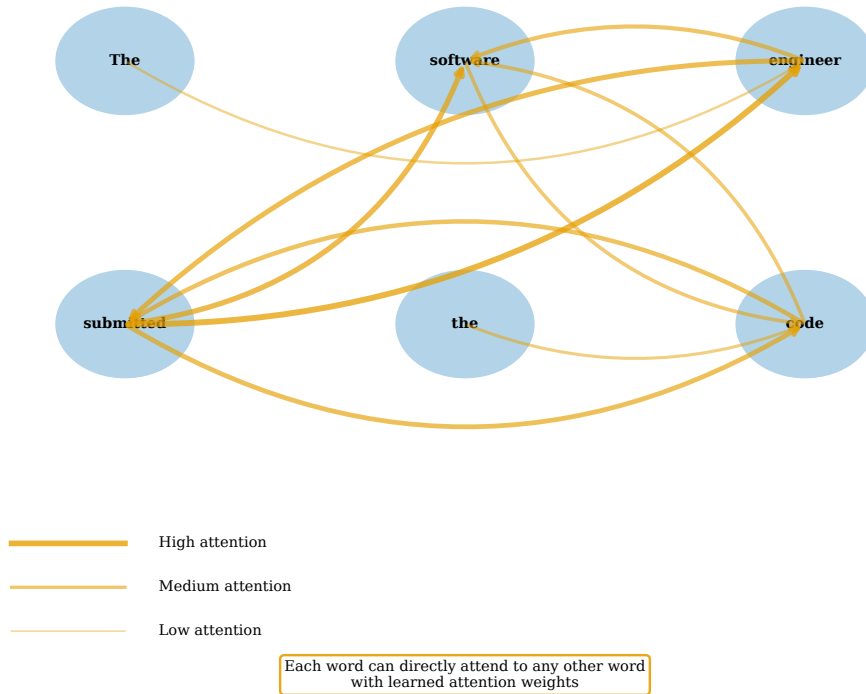 The
software
engineer
submitted
the
code
High attention
Medium attention
Low attention
Each word can directly attend to any other word
with learned attention weights